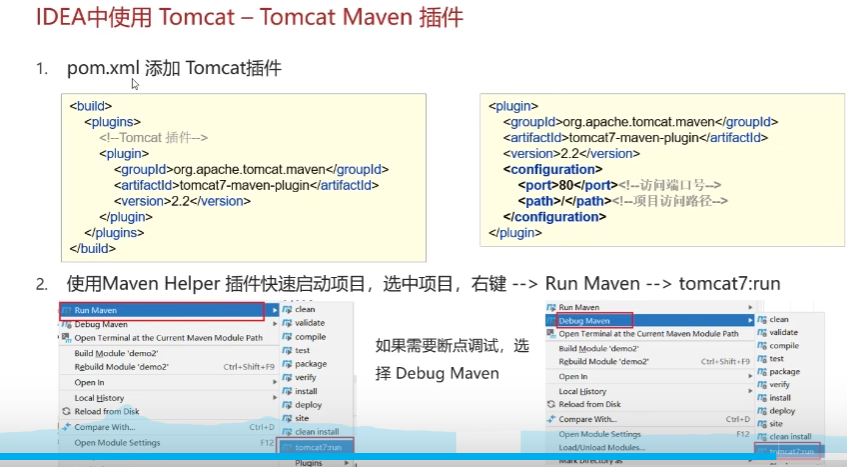 IDEA中使用 Tomcat – Tomcat Maven 插件
1. pom.xml 添加 Tomcat插件
<build>
<plugins>
<!--Tomcat 插件-->
<plugin>
<groupId>org.apache.tomcat.maven</groupId>
<artifactId>tomcat7-maven-plugin</artifactId>
<version>2.2</version>
</plugin>
</plugins>
</build>
<plugin>
<groupId>org.apache.tomcat.maven</groupId>
<artifactId>tomcat7-maven-plugin</artifactId>
<version>2.2</version>
<configuration>
<port>80</port><!--访问端口号-->
<path>/</path><!--项目访问路径-->
</configuration>
</plugin>
2. 使用Maven Helper 插件快速启动项目，选中项目，右键 --> Run Maven --> tomcat7:run
Run Maven
Debug Maven
Open Terminal at the Current Maven Module Path
Build Module 'demo2'
Rebuild Module 'demo2' Ctrl+Shift+F9
Open In
Local History
Reload from Disk
Compare With... Ctrl+D
Open Module Settings F12
clean
validate
compile
test
package
verify
install
deploy
site
clean install
tomcat7:run
Plugins
如果需要断点调试，选
择 Debug Maven
Run Maven
Debug Maven
Open Terminal at the Current Maven Module Path
Build Module 'demo2'
Rebuild Module 'demo2' Ctrl+Shift+F9
Open In
Local History
Reload from Disk
Compare With... Ctrl+D
Open Module Settings F12
Load/Unload Modules...
Mark Directory as
clean
validate
compile
test
package
verify
install
deploy
site
clean install
tomcat7:run